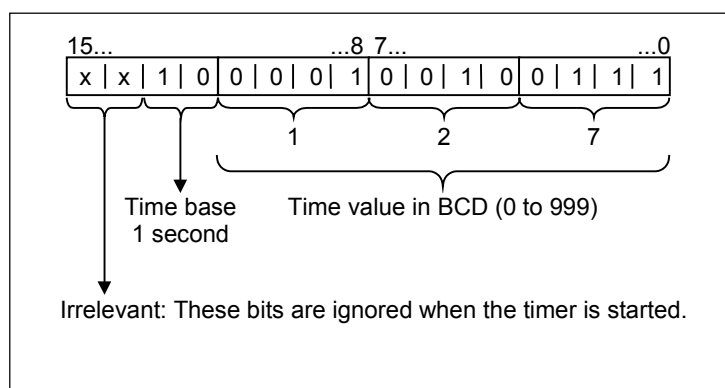 15... ...8 7... ...0
x | x | 1 | 0 | 0 | 0 | 0 | 1 | 0 | 0 | 1 | 0 | 0 | 1 | 1 | 1
1 2 7
Time base Time value in BCD (0 to 999)
1 second
Irrelevant: These bits are ignored when the timer is started.